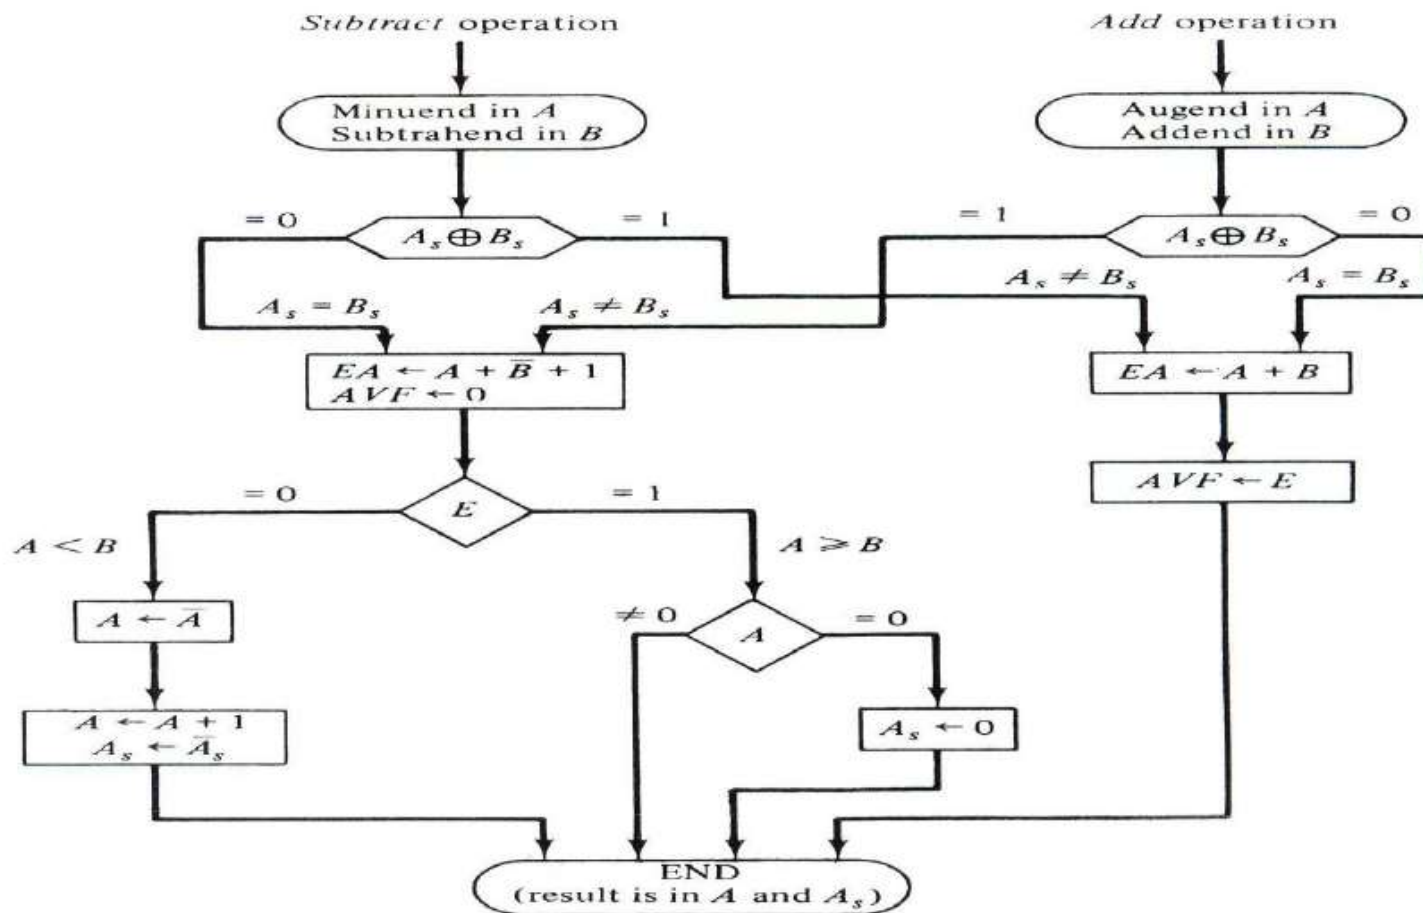 Subtract operation
Add operation
Minuend in A
Subtrahend in B
Augend in A
Addend in B
= 0
A_s ⊕ B_s
= 1
= 1
A_s ⊕ B_s
= 0
A_s = B_s
A_s ≠ B_s
A_s ≠ B_s
A_s = B_s
EA ← A + B̅ + 1
AVF ← 0
EA ← A + B
= 0
E
= 1
AVF ← E
A < B
A ⩾ B
A ← A̅
≠ 0
A
= 0
A ← A + 1
A_s ← A̅_s
A_s ← 0
END
(result is in A and A_s)